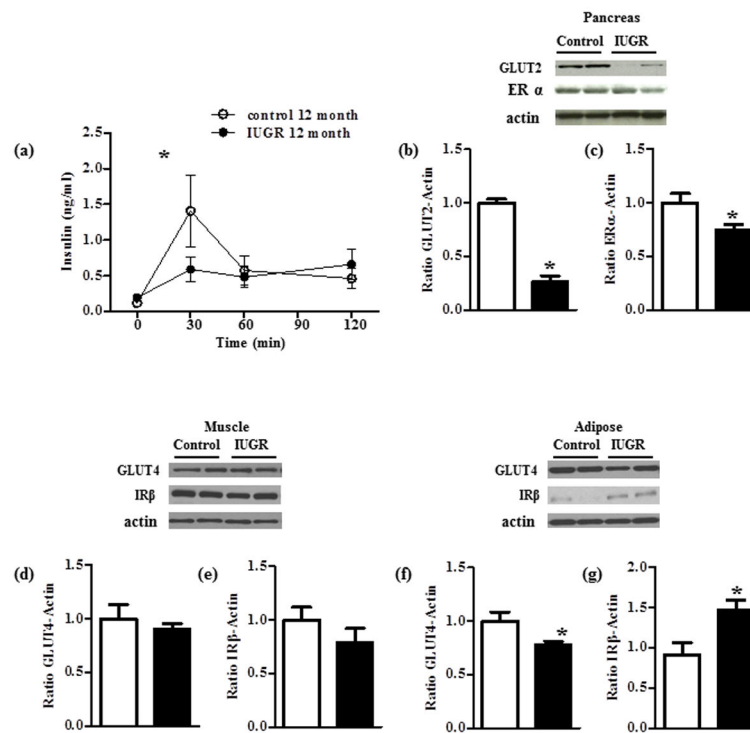 Pancreas
Control IUGR
GLUT2
ER α
actin
control 12 month
IUGR 12 month
(a)
2.5
2.0
1.5
1.0
0.5
0.0
Insulin (ng/ml)
*
0 30 60 90 120
Time (min)
(b)
1.5
1.0
0.5
0.0
Ratio GLUT2-Actin
*
(c)
1.5
1.0
0.5
0.0
Ratio ERα-Actin
*
Muscle
Control IUGR
GLUT4
IRβ
actin
Adipose
Control IUGR
GLUT4
IRβ
actin
(d)
1.5
1.0
0.5
0.0
Ratio GLUT4-Actin
(e)
1.5
1.0
0.5
0.0
Ratio IRβ-Actin
(f)
1.5
1.0
0.5
0.0
Ratio GLUT4-Actin
*
(g)
2.0
1.5
1.0
0.5
0.0
Ratio IRβ-Actin
*